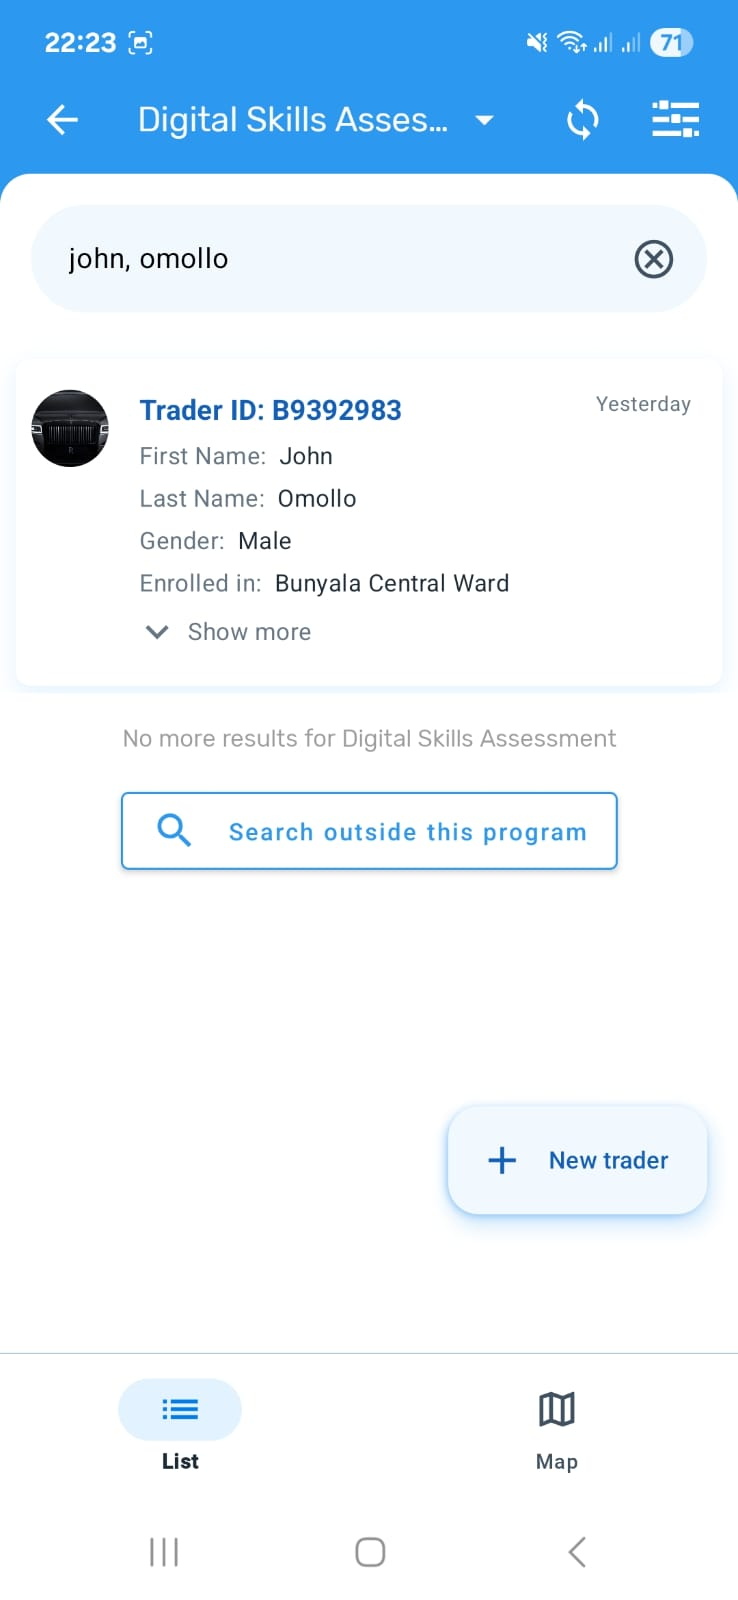 22:23
71
Digital Skills Asses...
john, omollo
Trader ID: B9392983
Yesterday
First Name: John
Last Name: Omollo
Gender: Male
Enrolled in: Bunyala Central Ward
Show more
No more results for Digital Skills Assessment
Search outside this program
New trader
List
Map